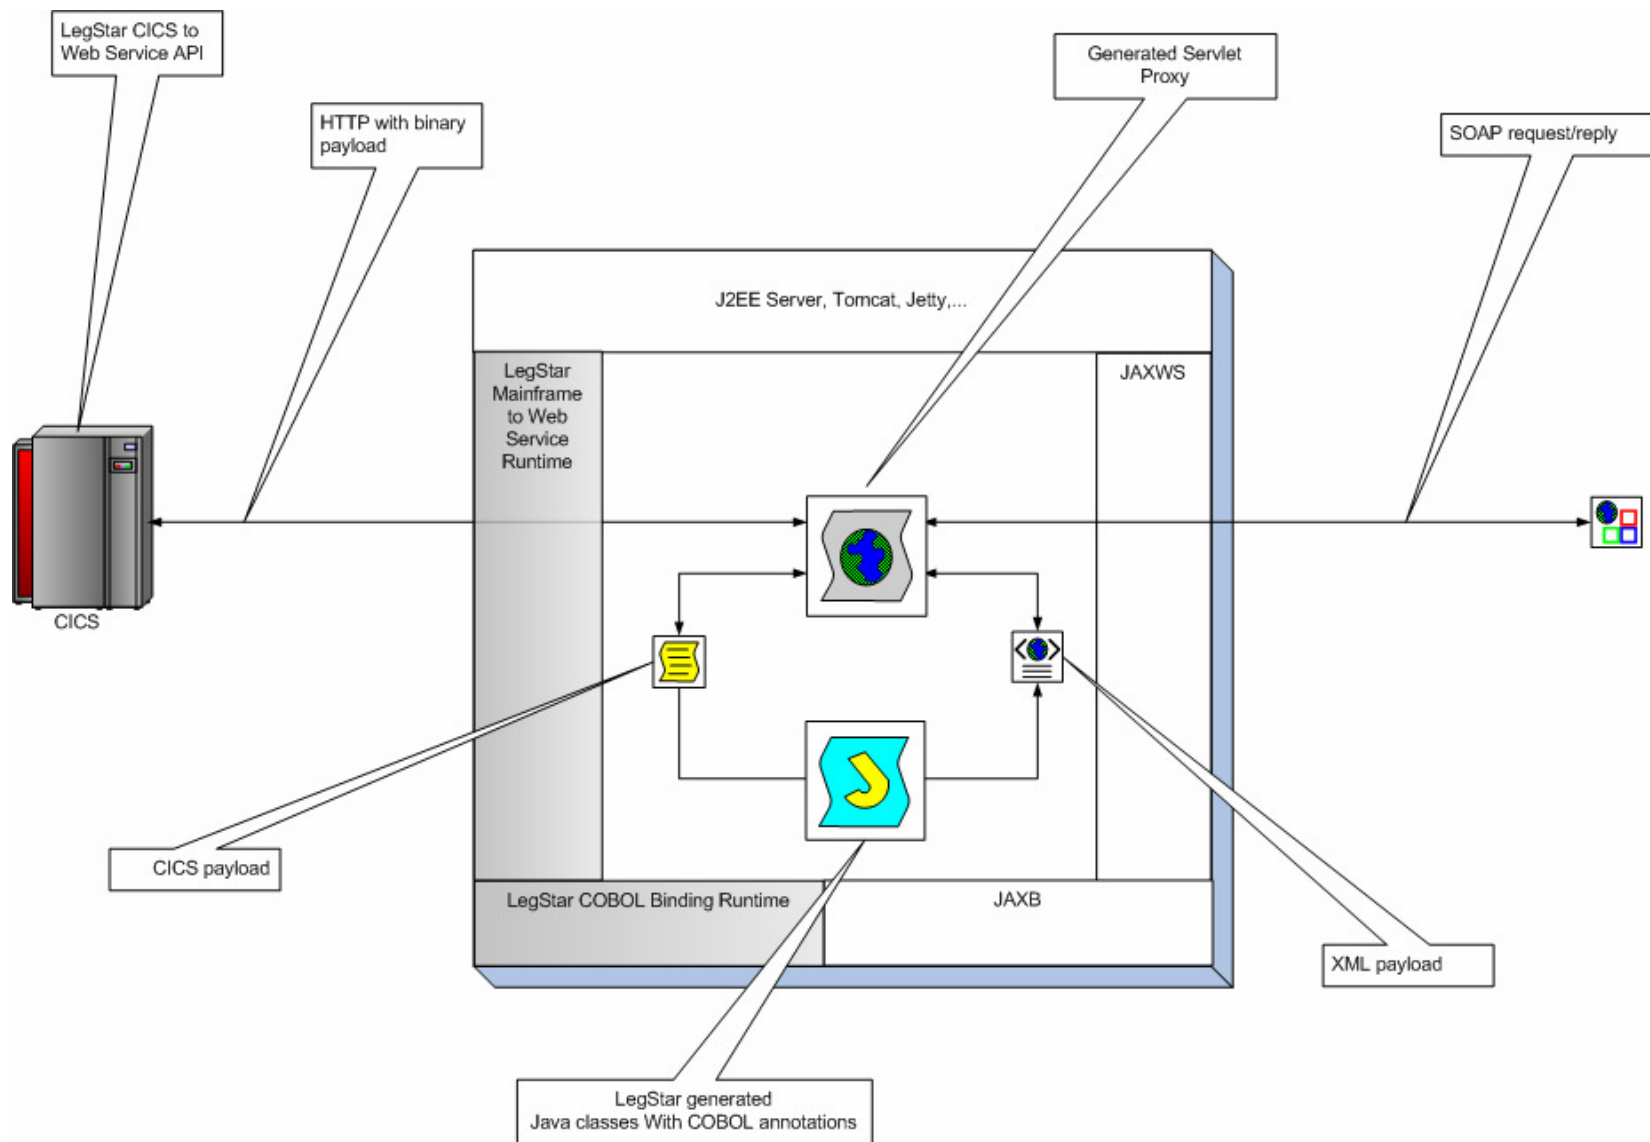 LegStar CICS to
Web Service API
Generated Servlet
Proxy
HTTP with binary
payload
SOAP request/reply
J2EE Server, Tomcat, Jetty,...
LegStar
Mainframe
to Web
Service
Runtime
JAXWS
CICS
CICS payload
LegStar COBOL Binding Runtime
JAXB
XML payload
LegStar generated
Java classes With COBOL annotations